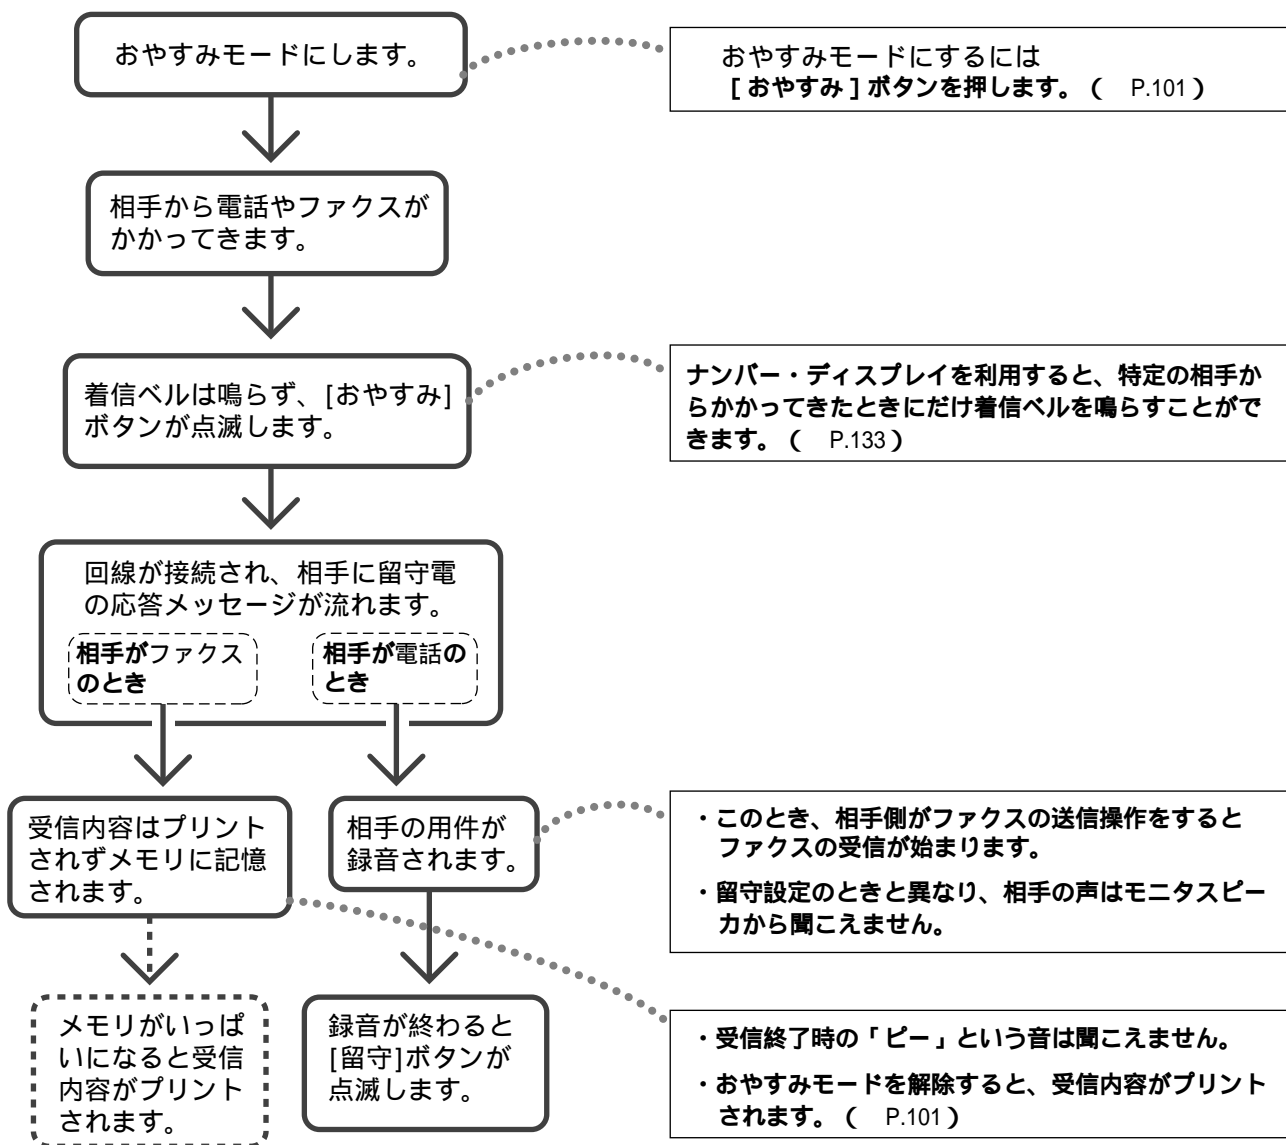 おやすみモードにします。
おやすみモードにするには
［おやすみ］ボタンを押します。（　P.101）
相手から電話やファクスが
かかってきます。
着信ベルは鳴らず、[おやすみ]
ボタンが点滅します。
ナンバー・ディスプレイを利用すると、特定の相手か
らかかってきたときにだけ着信ベルを鳴らすことがで
きます。（　P.133）
回線が接続され、相手に留守電
の応答メッセージが流れます。
相手がファクス
のとき
相手が電話の
とき
受信内容はプリント
されずメモリに記憶
されます。
相手の用件が
録音されます。
・このとき、相手側がファクスの送信操作をすると
ファクスの受信が始まります。
・留守設定のときと異なり、相手の声はモニタスピー
カから聞こえません。
メモリがいっぱ
いになると受信
内容がプリント
されます。
録音が終わると
[留守]ボタンが
点滅します。
・受信終了時の「ピー」という音は聞こえません。
・おやすみモードを解除すると、受信内容がプリント
されます。（　P.101）